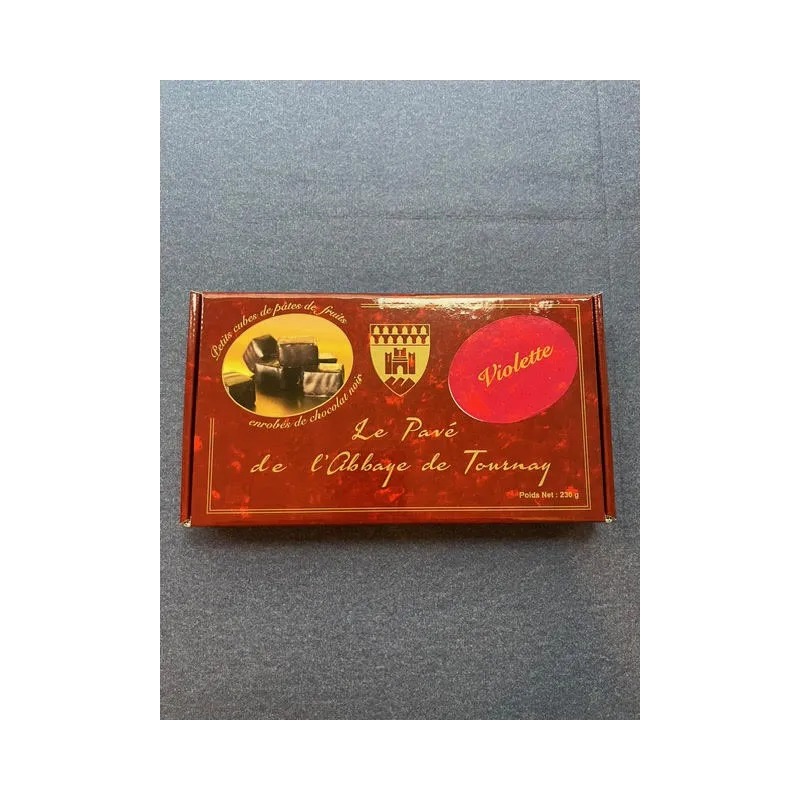 Petits cubes de pâtes de fruits
enrobés de chocolat noir
Violette
Le Pavé
de l'Abbaye de Tournay
Poids Net : 230 g